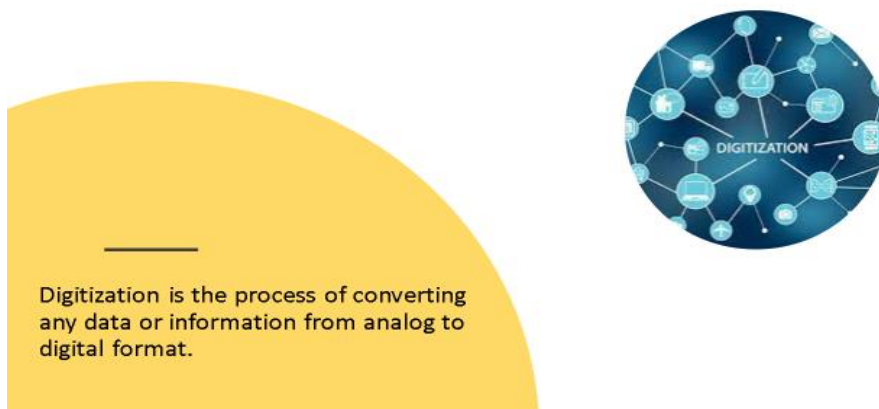 DIGITIZATION
Digitization is the process of converting
any data or information from analog to
digital format.